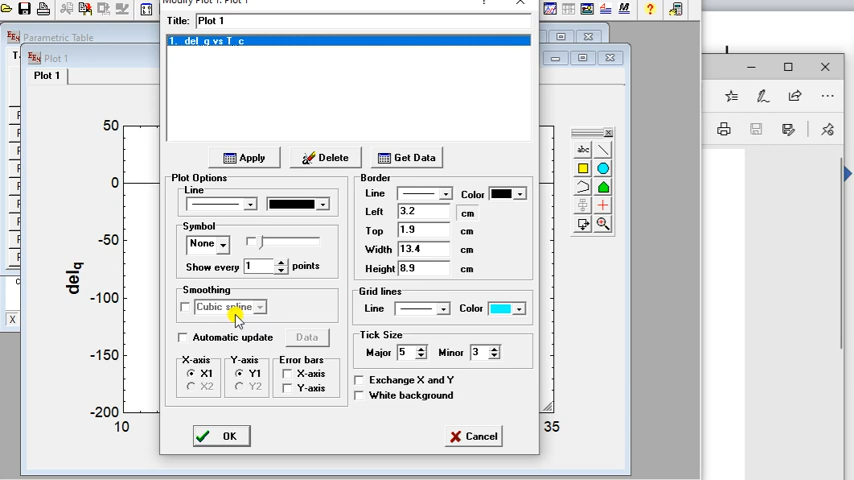 Modify Plot 1: Plot 1
Title: Plot 1
Parametric Table
1. del_q vs T_c
Plot 1
Plot 1
Apply
Delete
Get Data
Plot Options
Line
Symbol
None
Show every 1 points
Smoothing
Cubic spline
Automatic update Data
X-axis
X1
X2
Y-axis
Y1
Y2
Error bars
X-axis
Y-axis
Border
Line Color
Left 3.2 cm
Top 1.9 cm
Width 13.4 cm
Height 8.9 cm
Grid lines
Line Color
Tick Size
Major 5 Minor 3
Exchange X and Y
White background
OK
Cancel
abc
50
0
-50
-100
-150
-200
10
35
delq